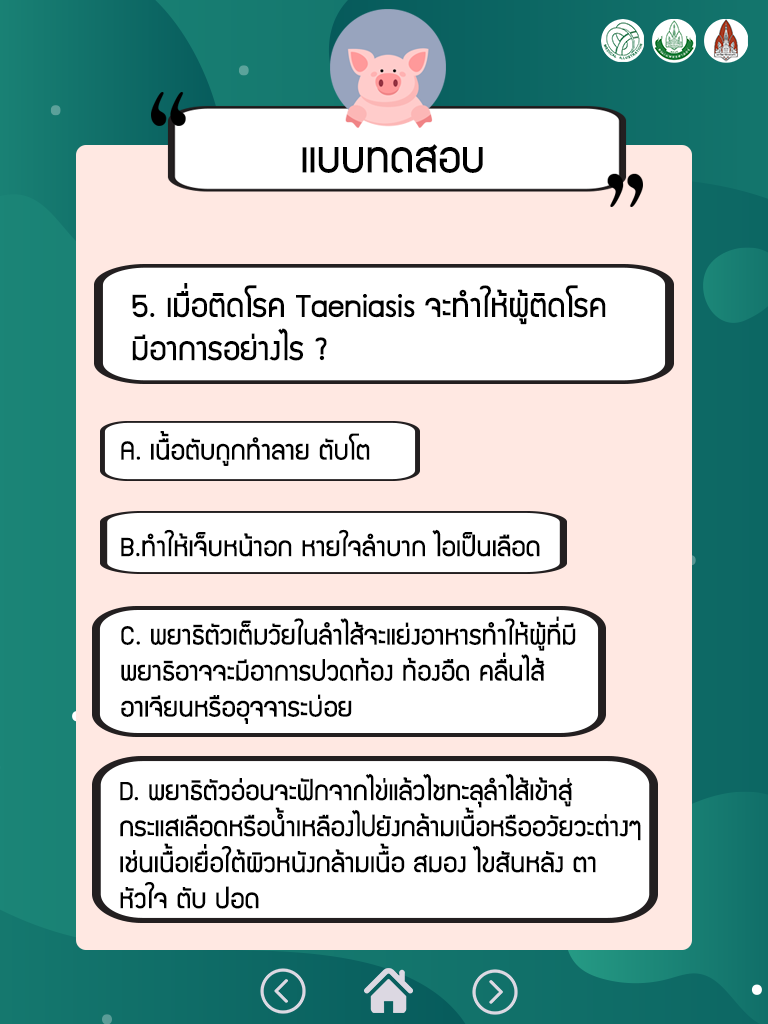 แบบทดสอบ
5. เมื่อติดโรค Taeniasis จะทำให้ผู้ติดโรค
มีอาการอย่างไร ?
A. เนื้อตับถูกทำลาย ตับโต
B.ทำให้เจ็บหน้าอก หายใจลำบาก ไอเป็นเลือด
C. พยาธิตัวเต็มวัยในลำไส้จะแย่งอาหารทำให้ผู้ที่มี
พยาธิอาจจะมีอาการปวดท้อง ท้องอืด คลื่นไส้
อาเจียนหรืออุจจาระบ่อย
D. พยาธิตัวอ่อนจะฟักจากไข่แล้วไชทะลุลำไส้เข้าสู่
กระแสเลือดหรือน้ำเหลืองไปยังกล้ามเนื้อหรืออวัยวะต่างๆ
เช่นเนื้อเยื่อใต้ผิวหนังกล้ามเนื้อ สมอง ไขสันหลัง ตา
หัวใจ ตับ ปอด